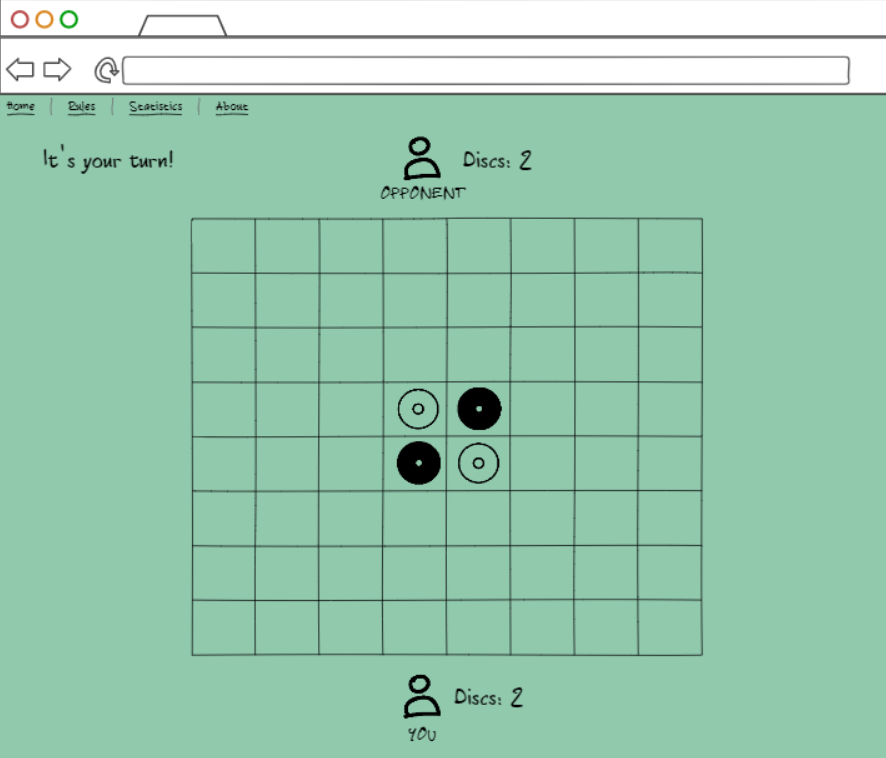 Home | Rules | Statistics | About
It's your turn!
Discs: 2
OPPONENT
Discs: 2
YOU